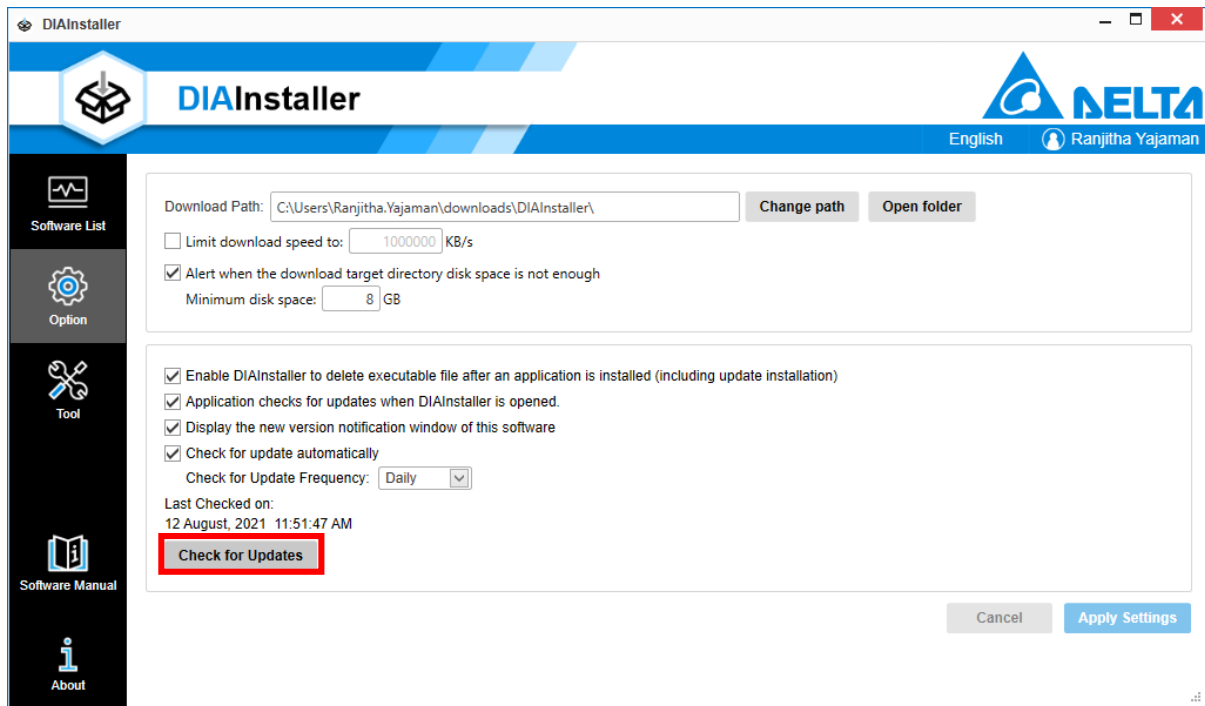 DIAInstaller
DIAInstaller
DELTA
English Ranjitha Yajaman
Software List
Option
Tool
Software Manual
About
Download Path: C:\Users\Ranjitha.Yajaman\downloads\DIAInstaller\ Change path Open folder
Limit download speed to: 1000000 KB/s
Alert when the download target directory disk space is not enough
Minimum disk space: 8 GB
Enable DIAInstaller to delete executable file after an application is installed (including update installation)
Application checks for updates when DIAInstaller is opened.
Display the new version notification window of this software
Check for update automatically
Check for Update Frequency: Daily
Last Checked on:
12 August, 2021 11:51:47 AM
Check for Updates
Cancel Apply Settings